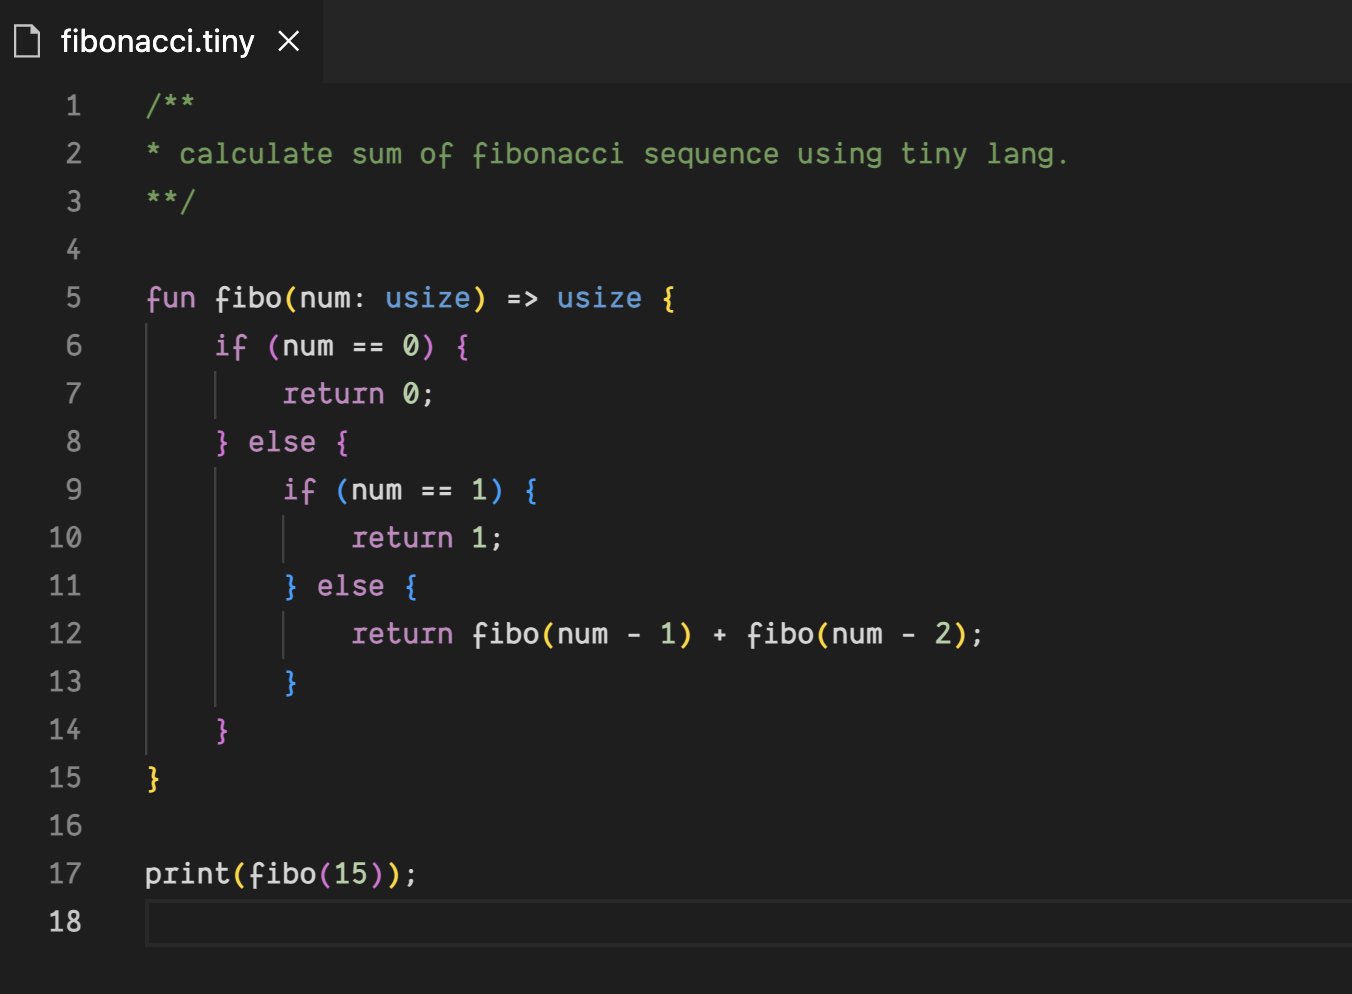 fibonacci.tiny
1 /**
2 * calculate sum of fibonacci sequence using tiny lang.
3 **/
4
5 fun fibo(num: usize) => usize {
6     if (num == 0) {
7         return 0;
8     } else {
9         if (num == 1) {
10             return 1;
11         } else {
12             return fibo(num - 1) + fibo(num - 2);
13         }
14     }
15 }
16
17 print(fibo(15));
18